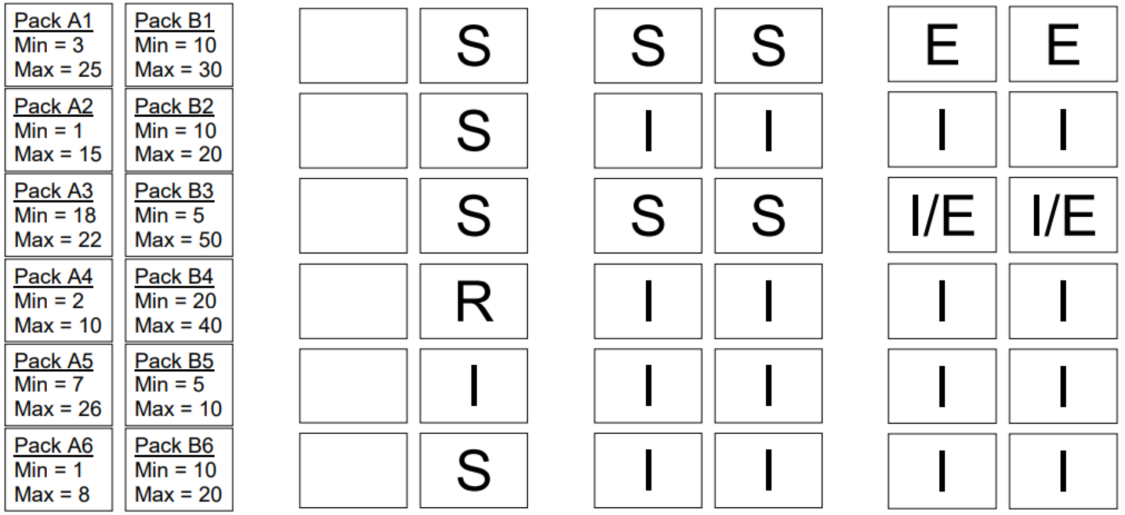 Pack A1
Min = 3
Max = 25
Pack B1
Min = 10
Max = 30
S
S
S
E
E
Pack A2
Min = 1
Max = 15
Pack B2
Min = 10
Max = 20
S
I
I
I
I
Pack A3
Min = 18
Max = 22
Pack B3
Min = 5
Max = 50
S
S
S
I/E
I/E
Pack A4
Min = 2
Max = 10
Pack B4
Min = 20
Max = 40
R
I
I
I
I
Pack A5
Min = 7
Max = 26
Pack B5
Min = 5
Max = 10
I
I
I
I
I
Pack A6
Min = 1
Max = 8
Pack B6
Min = 10
Max = 20
S
I
I
I
I